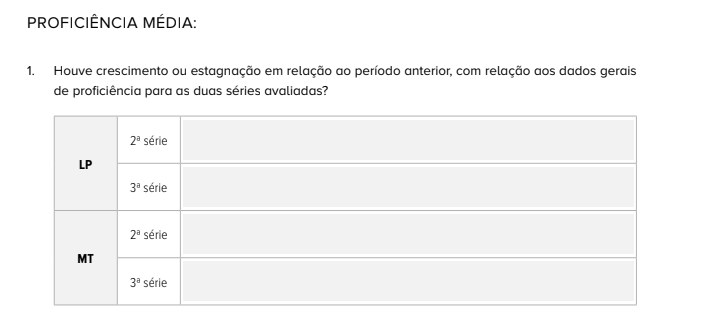 PROFICIÊNCIA MÉDIA:
1. Houve crescimento ou estagnação em relação ao período anterior, com relação aos dados gerais
de proficiência para as duas séries avaliadas?
LP
2ª série
3ª série
MT
2ª série
3ª série